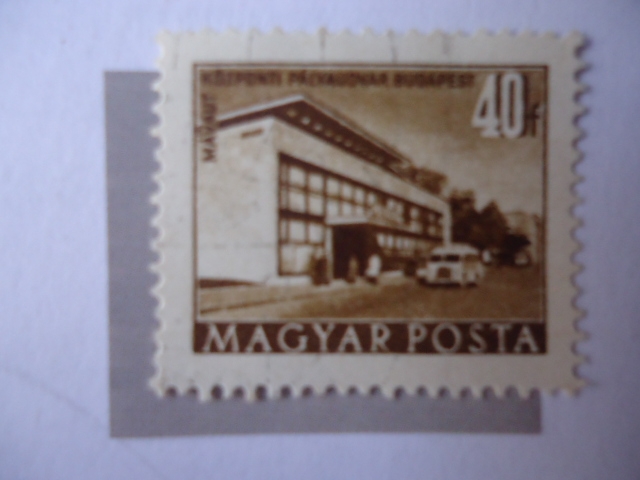 KÖZPONTI PÁLYAUDVAR BUDAPEST
40f
MÁVAUT
MAGYAR POSTA